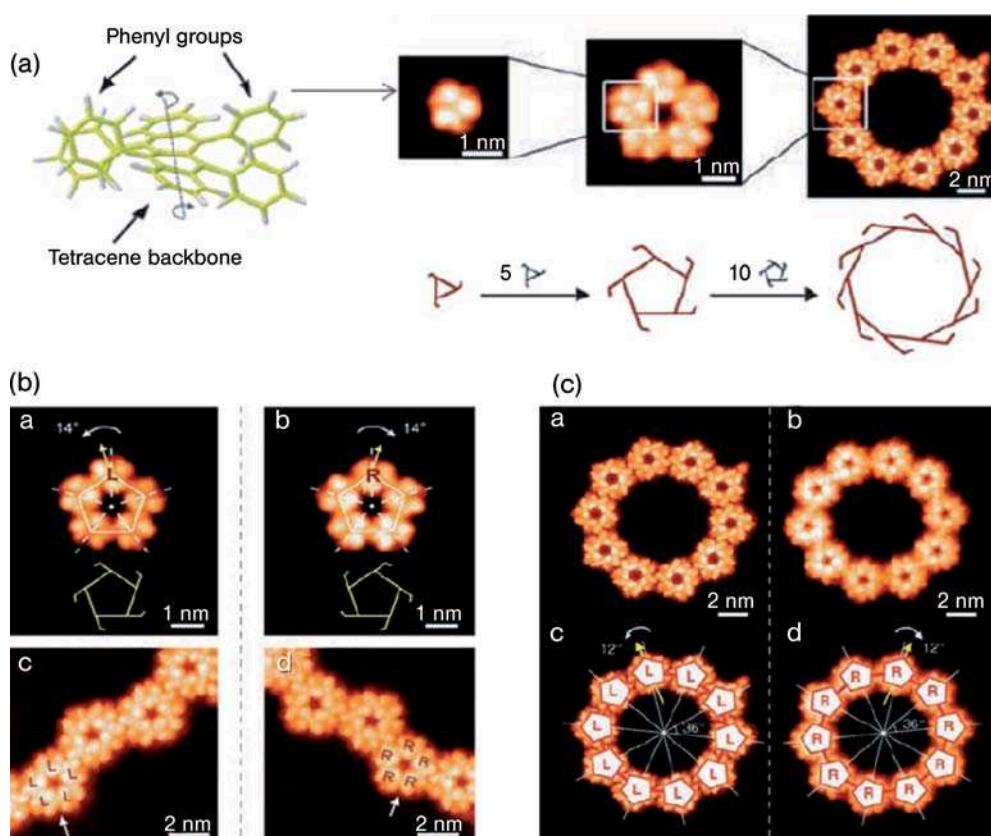 (a)
Phenyl groups
Tetracene backbone
1 nm
1 nm
2 nm
5
10
(b)
a
14°
L
1 nm
b
14°
R
1 nm
c
L L L L L
2 nm
d
R R R R R
2 nm
(c)
a
2 nm
b
2 nm
c
12°
36°
L L L L L L L L L L
d
12°
36°
R R R R R R R R R R